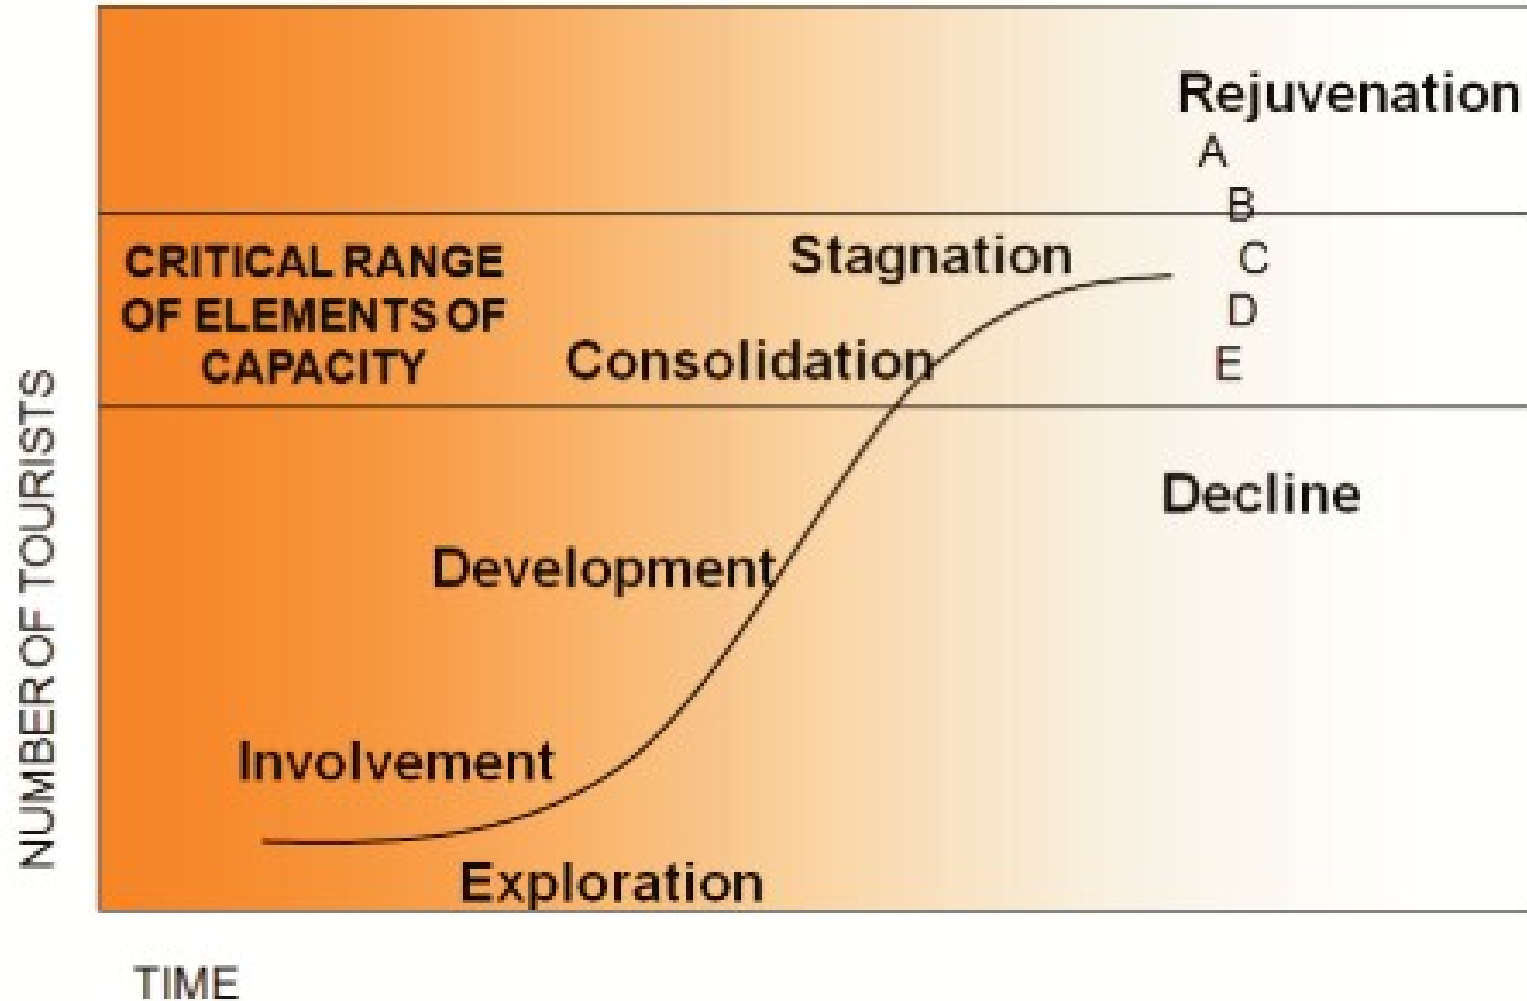 Rejuvenation
A
B
CRITICAL RANGE
OF ELEMENTS OF
CAPACITY
Stagnation
C
D
Consolidation
E
NUMBER OF TOURISTS
Decline
Development
Involvement
Exploration
TIME